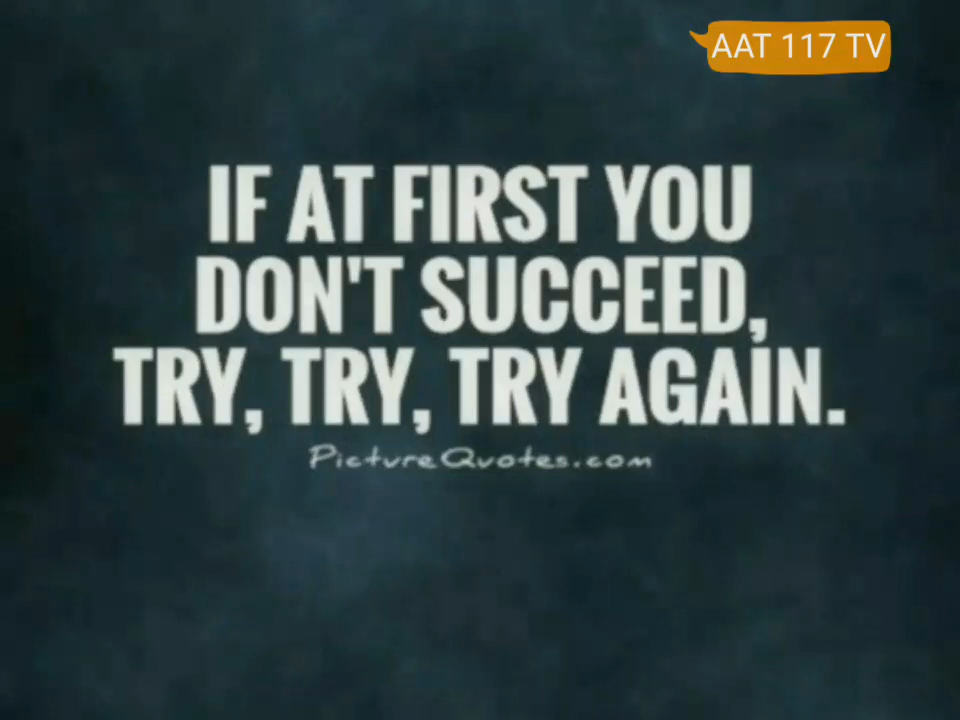 AAT 117 TV
IF AT FIRST YOU
DON'T SUCCEED,
TRY, TRY, TRY AGAIN.
PictureQuotes.com